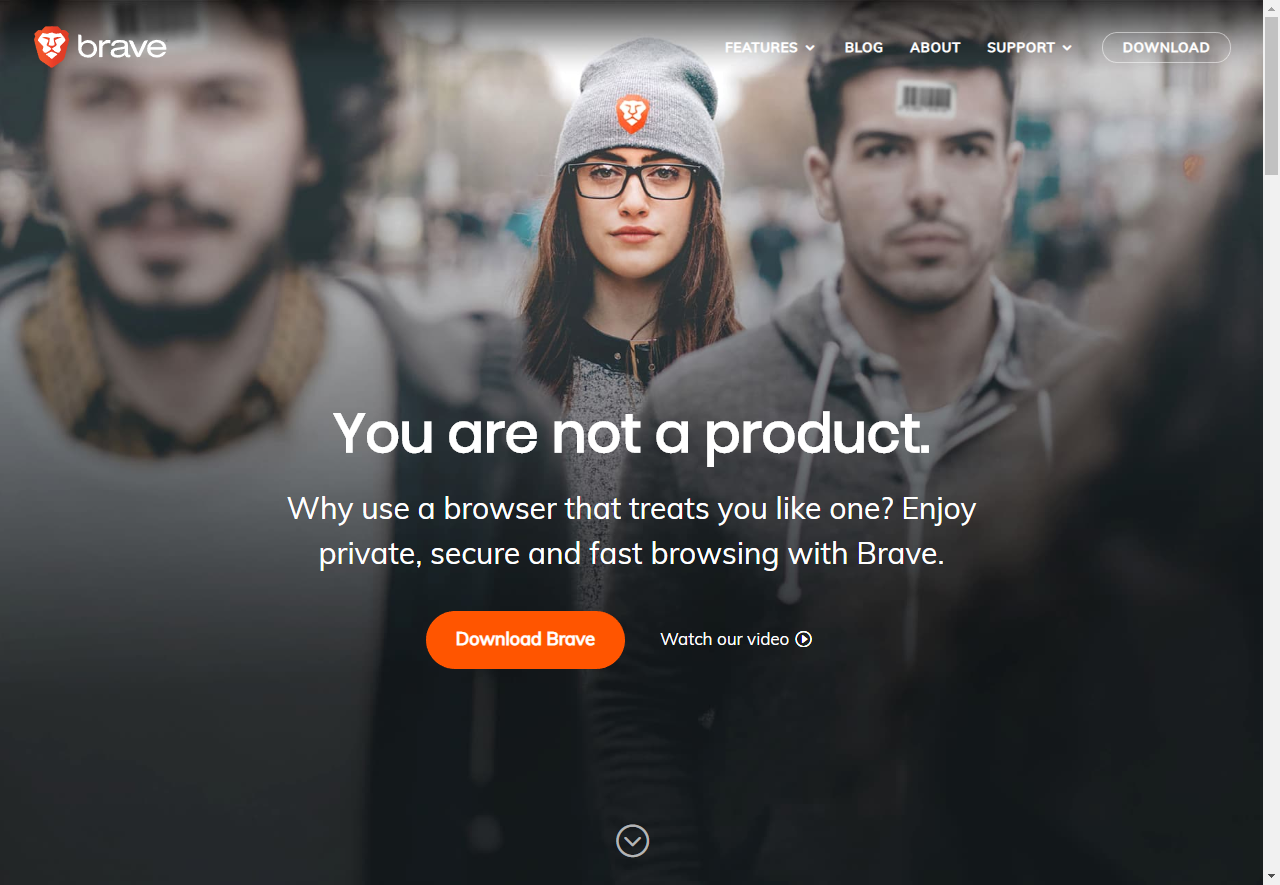 brave
FEATURES
BLOG
ABOUT
SUPPORT
DOWNLOAD
You are not a product.
Why use a browser that treats you like one? Enjoy
private, secure and fast browsing with Brave.
Download Brave
Watch our video